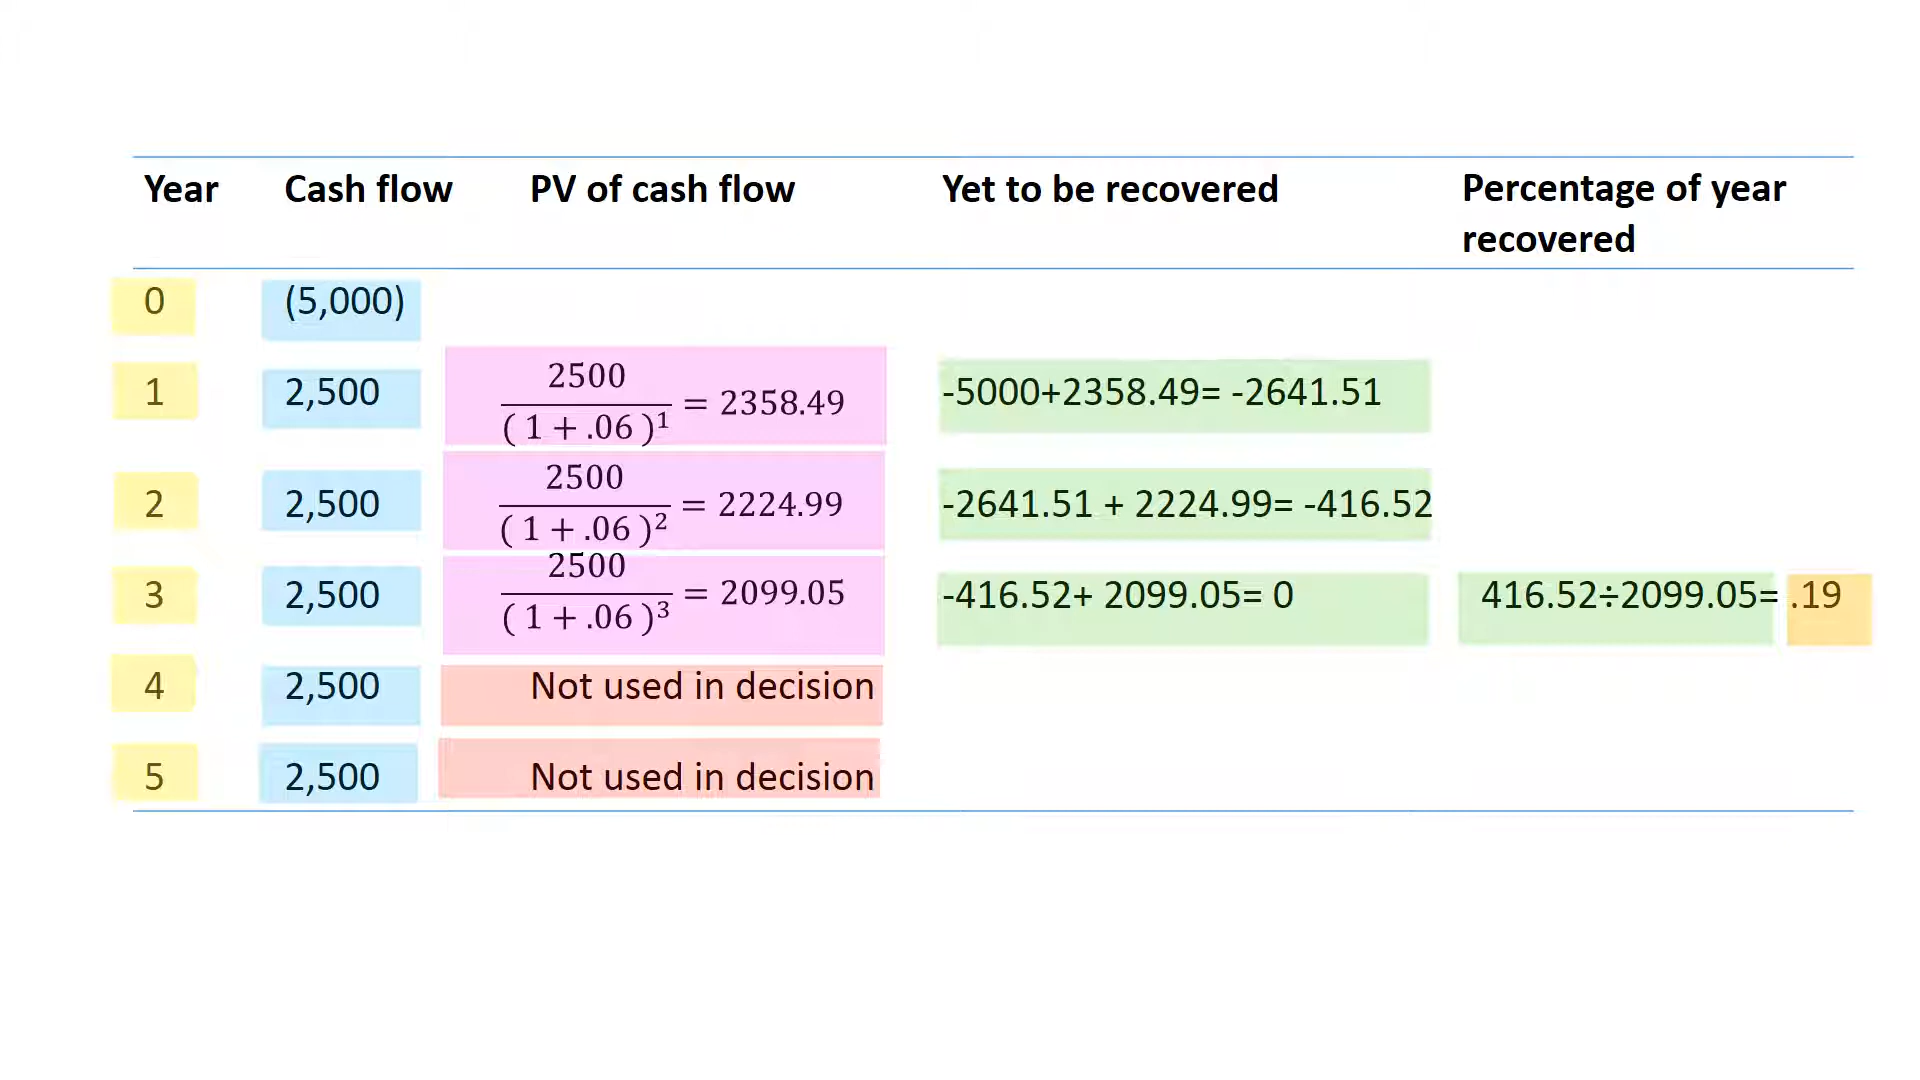 Year Cash flow PV of cash flow Yet to be recovered Percentage of year recovered
0 (5,000)
1 2,500 2500/( 1 + .06 )¹ = 2358.49 -5000+2358.49= -2641.51
2 2,500 2500/( 1 + .06 )² = 2224.99 -2641.51 + 2224.99= -416.52
3 2,500 2500/( 1 + .06 )³ = 2099.05 -416.52+ 2099.05= 0 416.52÷2099.05= .19
4 2,500 Not used in decision
5 2,500 Not used in decision